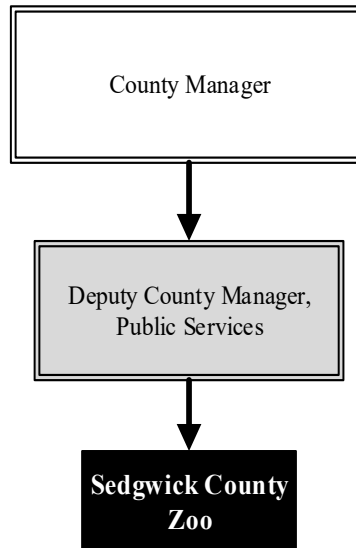 County Manager
Deputy County Manager,
Public Services
Sedgwick County
Zoo